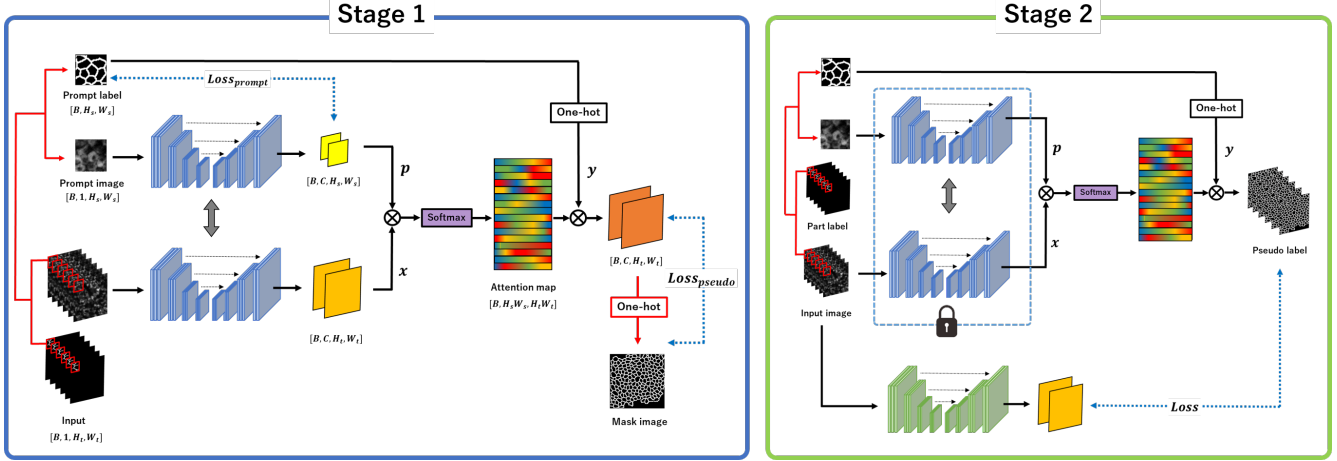 Stage 1
Prompt label
[B, H_s, W_s]
Loss_prompt
One-hot
Prompt image
[B, 1, H_s, W_s]
[B, C, H_s, W_s]
p
y
Softmax
x
Attention map
[B, H_sW_s, H_tW_t]
[B, C, H_t, W_t]
Loss_pseudo
One-hot
Mask image
[B, C, H_t, W_t]
Input
[B, 1, H_t, W_t]
Stage 2
One-hot
p
y
Softmax
x
Part label
Input image
Pseudo label
Loss